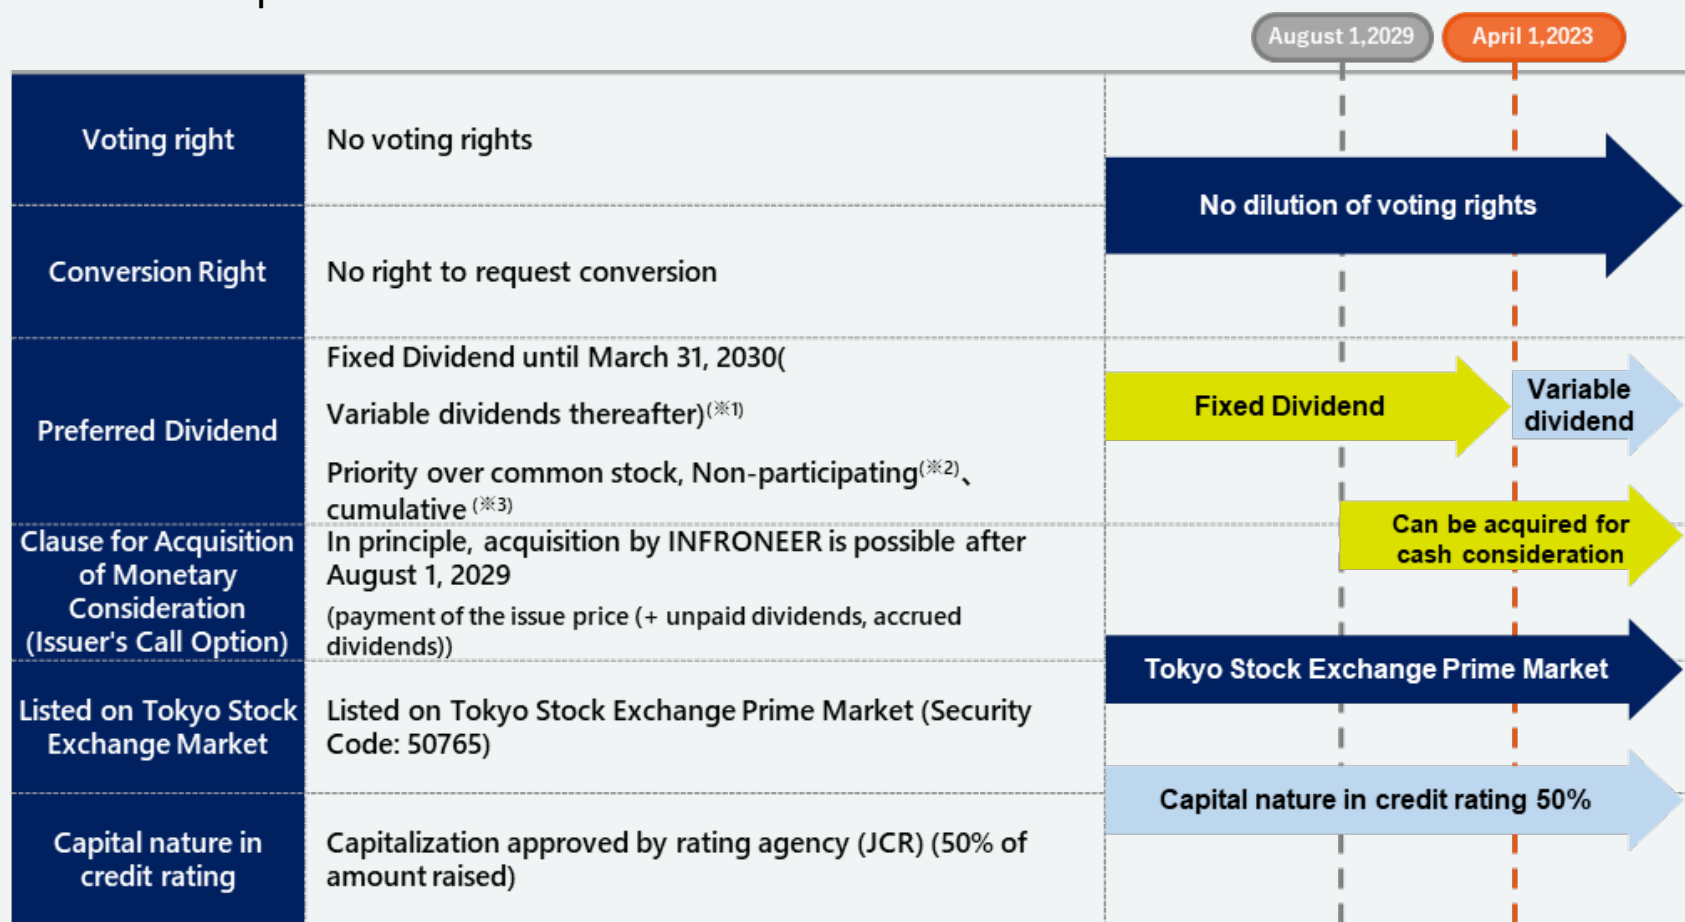 August 1,2029
April 1,2023
Voting right
No voting rights
No dilution of voting rights
Conversion Right
No right to request conversion
Preferred Dividend
Fixed Dividend until March 31, 2030(
Variable dividends thereafter)(※1)
Priority over common stock, Non-participating(※2)、
cumulative (※3)
Fixed Dividend
Variable
dividend
Clause for Acquisition
of Monetary
Consideration
(Issuer's Call Option)
In principle, acquisition by INFRONEER is possible after
August 1, 2029
(payment of the issue price (+ unpaid dividends, accrued
dividends))
Can be acquired for
cash consideration
Listed on Tokyo Stock
Exchange Market
Listed on Tokyo Stock Exchange Prime Market (Security
Code: 50765)
Tokyo Stock Exchange Prime Market
Capital nature in
credit rating
Capitalization approved by rating agency (JCR) (50% of
amount raised)
Capital nature in credit rating 50%